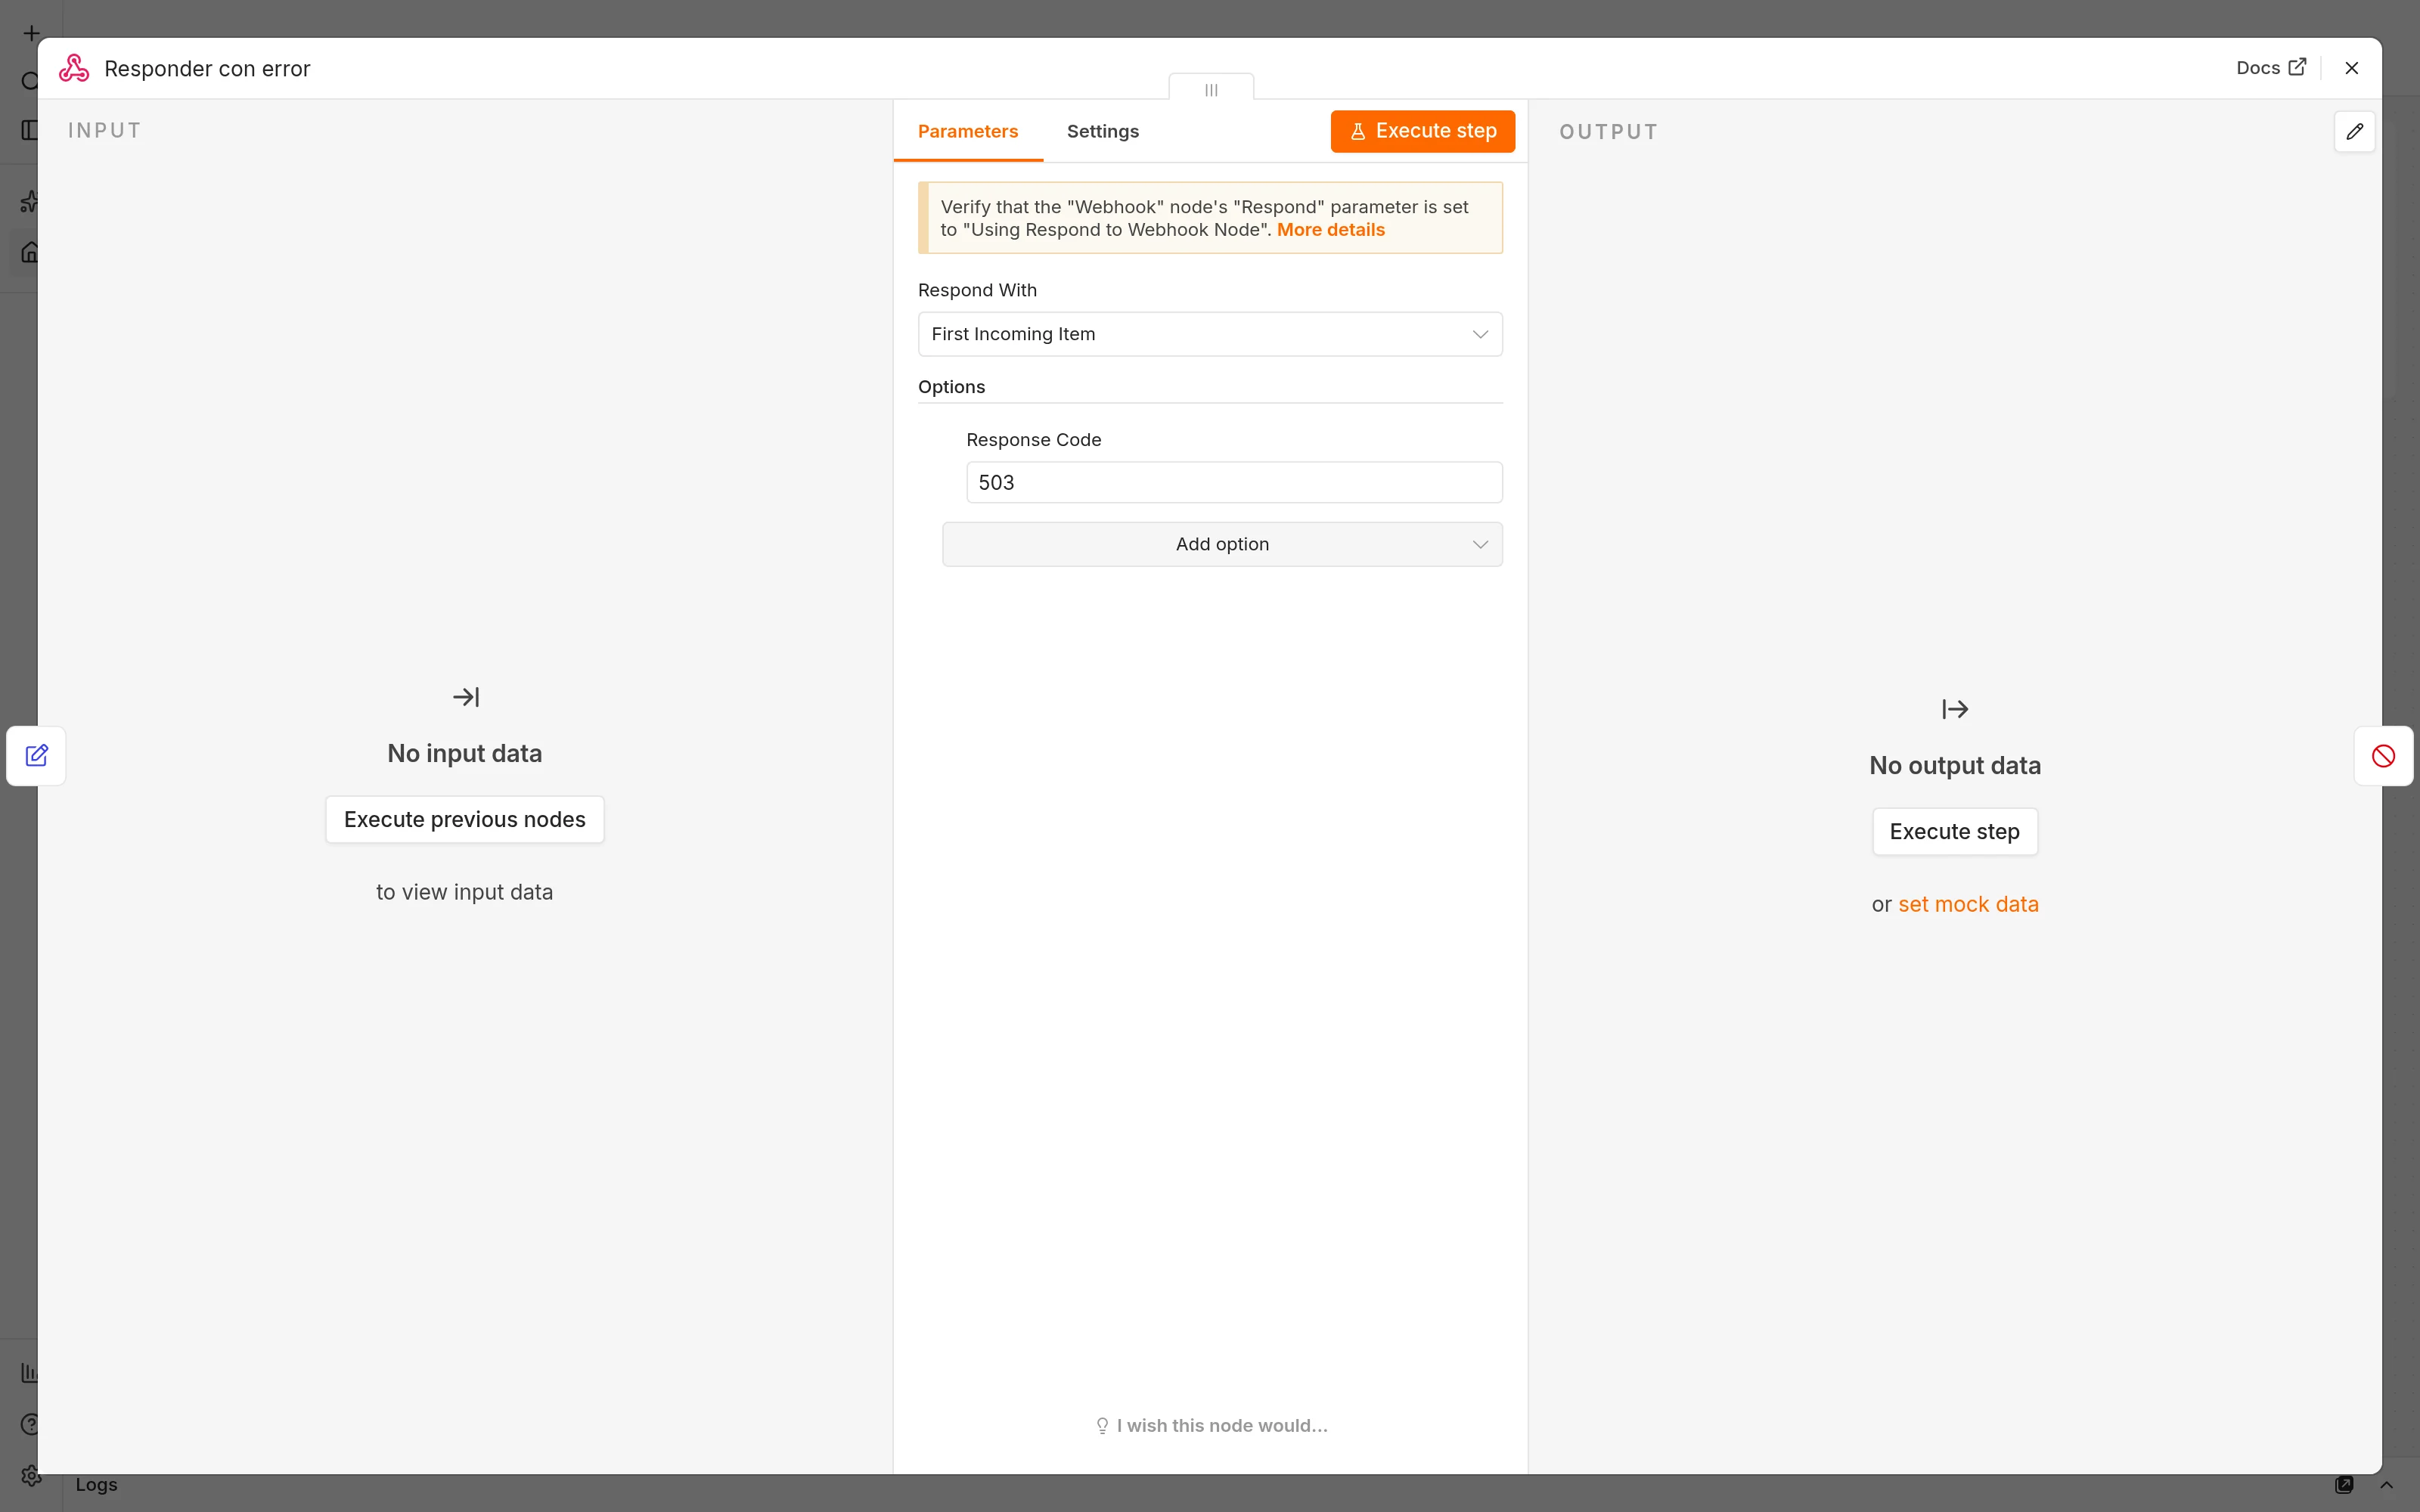 Responder con error
Docs
INPUT
Parameters
Settings
Execute step
OUTPUT
Verify that the "Webhook" node's "Respond" parameter is set
to "Using Respond to Webhook Node". More details
Respond With
First Incoming Item
Options
Response Code
503
Add option
No input data
Execute previous nodes
to view input data
No output data
Execute step
or set mock data
I wish this node would...
Logs